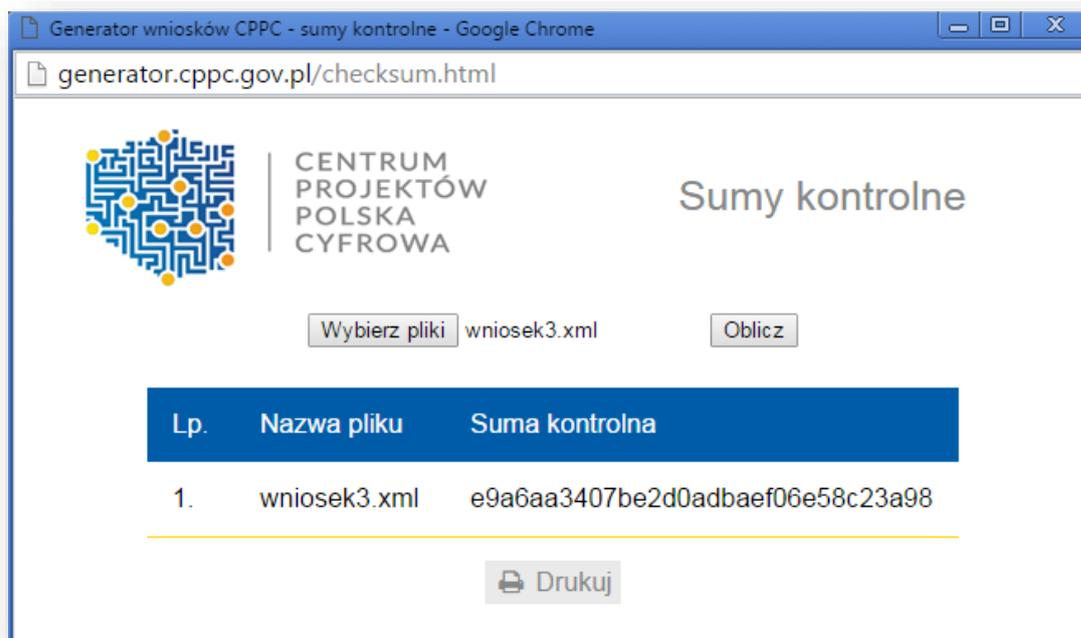 Generator wniosków CPPC - sumy kontrolne - Google Chrome
generator.cppc.gov.pl/checksum.html
CENTRUM
PROJEKTÓW
POLSKA
CYFROWA
Sumy kontrolne
Wybierz pliki wniosek3.xml Oblicz
Lp. Nazwa pliku Suma kontrolna
1. wniosek3.xml e9a6aa3407be2d0adbaef06e58c23a98
Drukuj